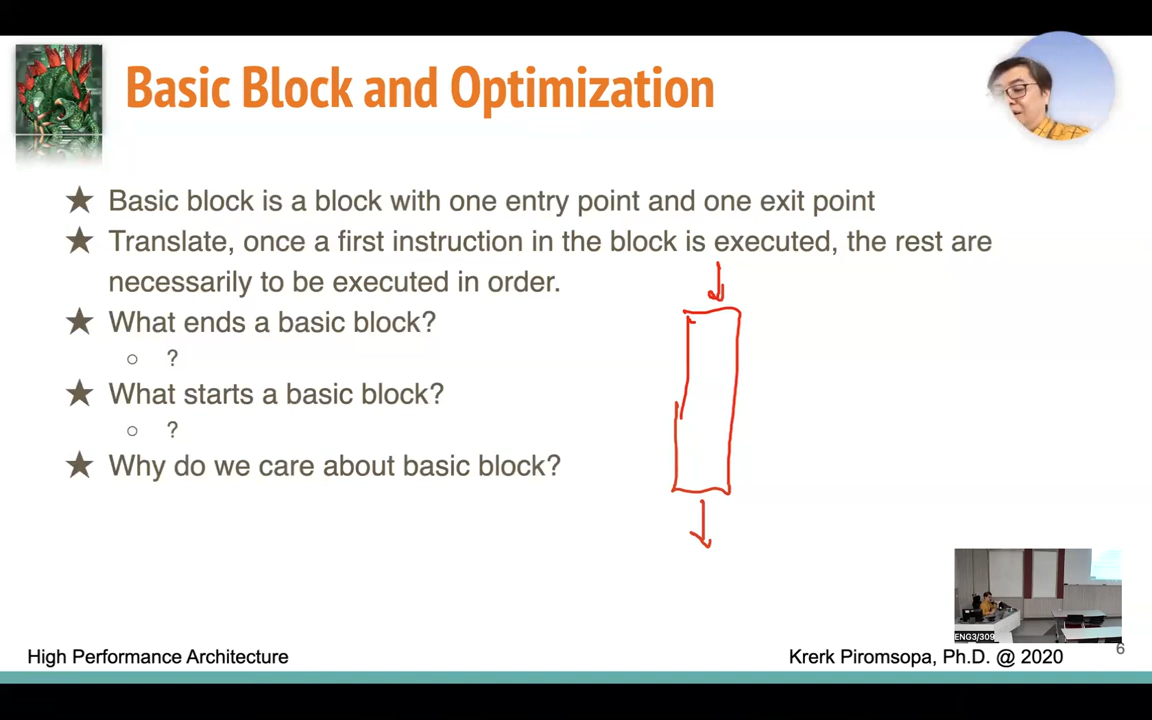 Basic Block and Optimization
★ Basic block is a block with one entry point and one exit point
★ Translate, once a first instruction in the block is executed, the rest are
necessarily to be executed in order.
★ What ends a basic block?
○ ?
★ What starts a basic block?
○ ?
★ Why do we care about basic block?
ENG3/309
High Performance Architecture
Krerk Piromsopa, Ph.D. @ 2020
6